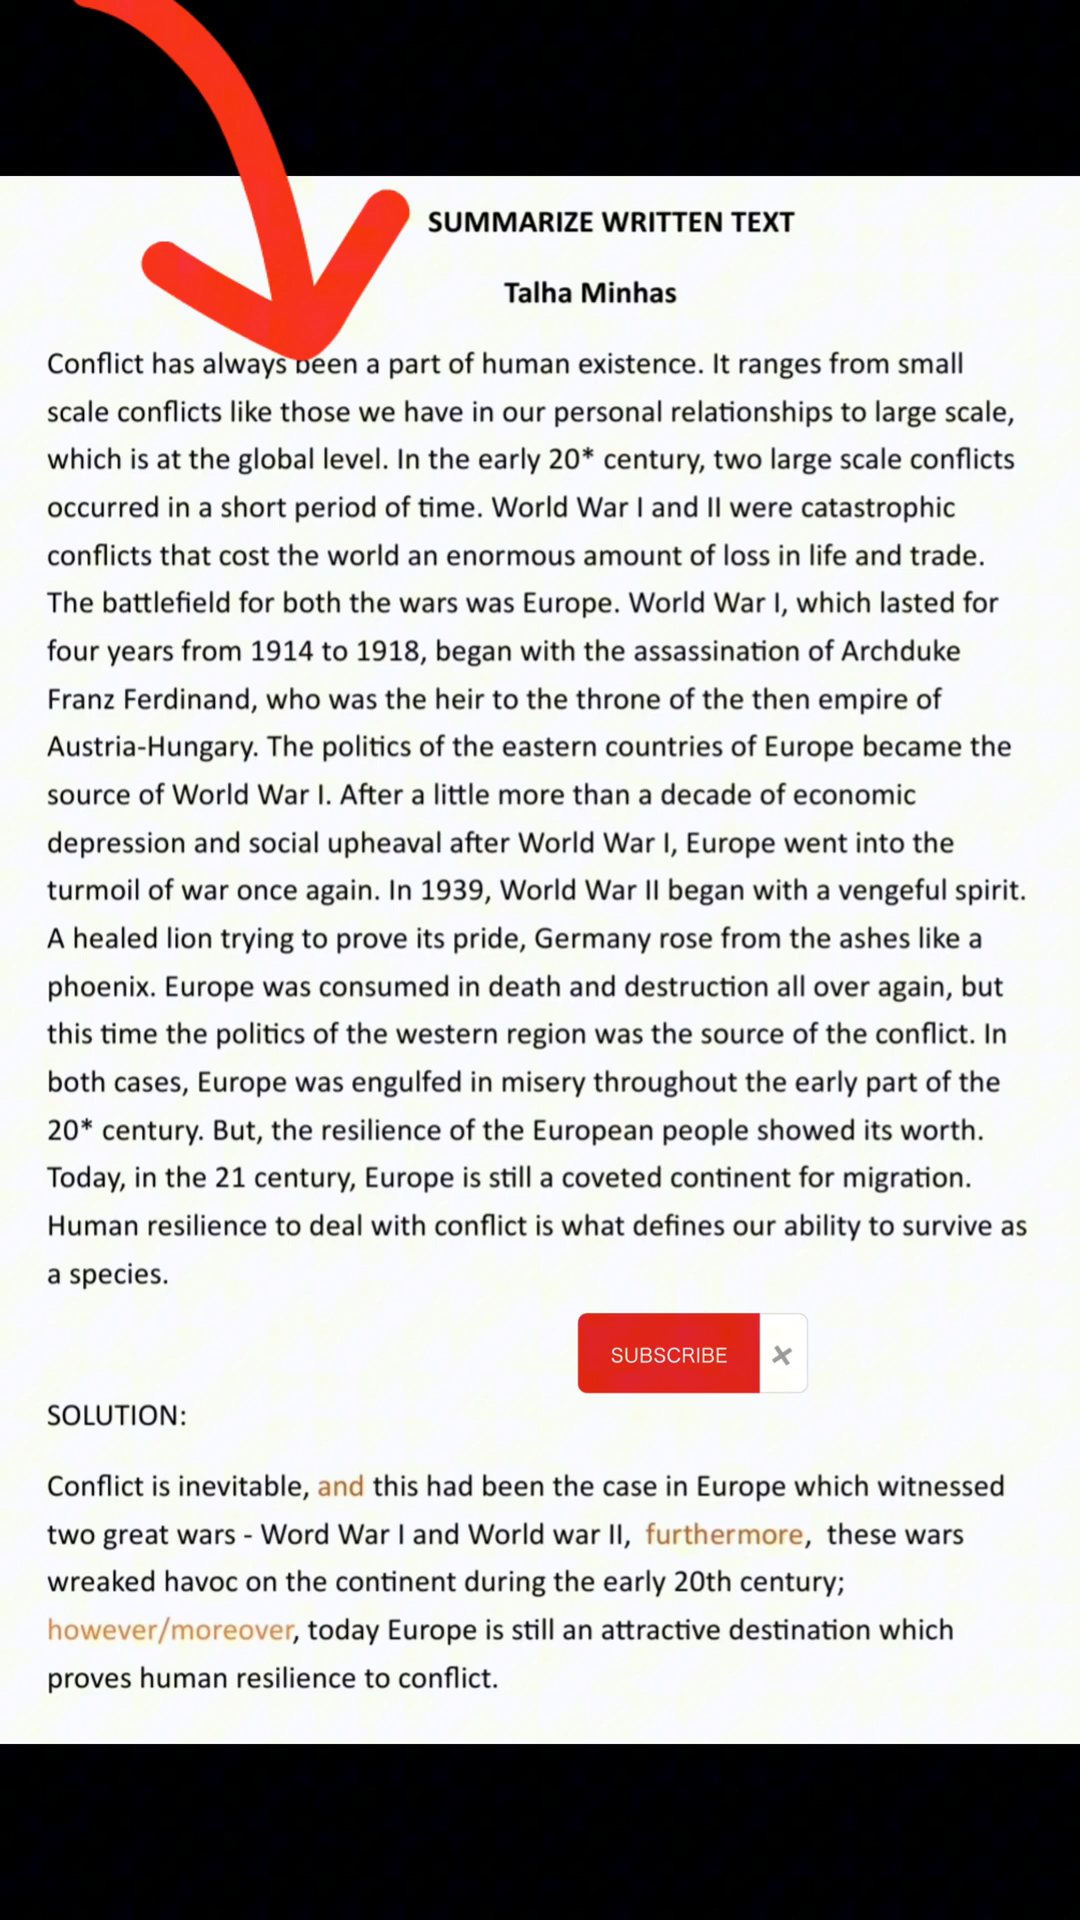 SUMMARIZE WRITTEN TEXT
Talha Minhas
Conflict has always been a part of human existence. It ranges from small
scale conflicts like those we have in our personal relationships to large scale,
which is at the global level. In the early 20* century, two large scale conflicts
occurred in a short period of time. World War I and II were catastrophic
conflicts that cost the world an enormous amount of loss in life and trade.
The battlefield for both the wars was Europe. World War I, which lasted for
four years from 1914 to 1918, began with the assassination of Archduke
Franz Ferdinand, who was the heir to the throne of the then empire of
Austria-Hungary. The politics of the eastern countries of Europe became the
source of World War I. After a little more than a decade of economic
depression and social upheaval after World War I, Europe went into the
turmoil of war once again. In 1939, World War II began with a vengeful spirit.
A healed lion trying to prove its pride, Germany rose from the ashes like a
phoenix. Europe was consumed in death and destruction all over again, but
this time the politics of the western region was the source of the conflict. In
both cases, Europe was engulfed in misery throughout the early part of the
20* century. But, the resilience of the European people showed its worth.
Today, in the 21 century, Europe is still a coveted continent for migration.
Human resilience to deal with conflict is what defines our ability to survive as
a species.
SUBSCRIBE
SOLUTION:
Conflict is inevitable, and this had been the case in Europe which witnessed
two great wars - Word War I and World war II, furthermore, these wars
wreaked havoc on the continent during the early 20th century;
however/moreover, today Europe is still an attractive destination which
proves human resilience to conflict.